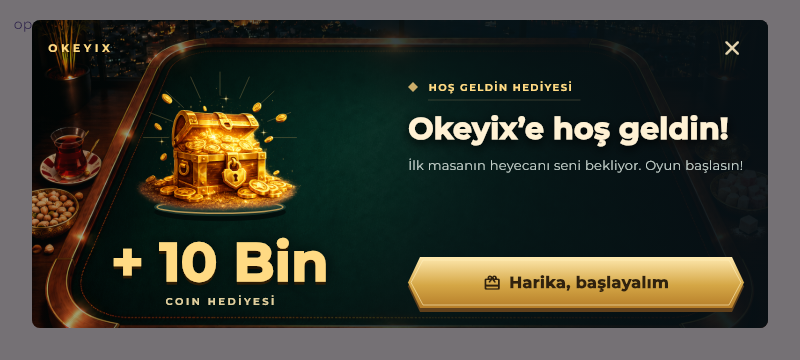 op
OKEYIX
HOŞ GELDİN HEDİYESİ
Okeyix’e hoş geldin!
İlk masanın heyecanı seni bekliyor. Oyun başlasın!
+ 10 Bin
COIN HEDİYESİ
Harika, başlayalım